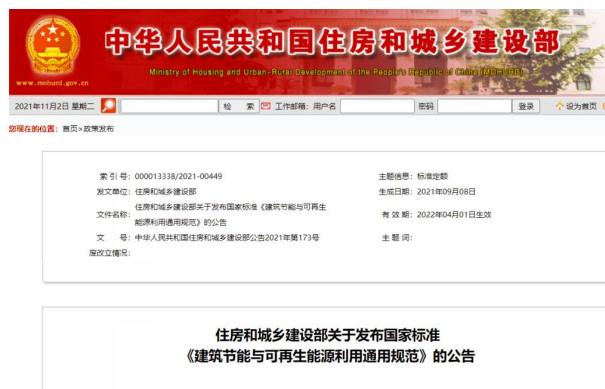 中华人民共和国住房和城乡建设部
Ministry of Housing and Urban-Rural Development of the People's Republic of China (MOHURD)
www.mohurd.gov.cn
2021年11月2日 星期二 检 索 工作邮箱：用户名 密码 登录 设为首页
您现在的位置：首页>政策发布
索 引 号：000013338/2021-00449 主题信息：标准定额
发文单位：住房和城乡建设部 生成日期：2021年09月08日
文件名称：住房和城乡建设部关于发布国家标准《建筑节能与可再生
能源利用通用规范》的公告 有 效 期：2022年04月01日生效
文 号：中华人民共和国住房和城乡建设部公告2021年第173号 主 题 词：
废改立情况：
住房和城乡建设部关于发布国家标准
《建筑节能与可再生能源利用通用规范》的公告